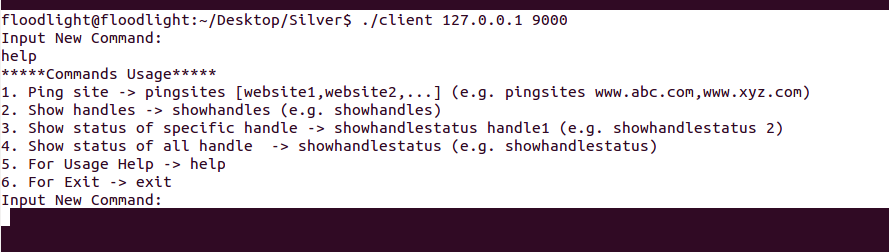 floodlight@floodlight:~/Desktop/Silver$ ./client 127.0.0.1 9000
Input New Command:
help
*****Commands Usage*****
1. Ping site -> pingsites [website1,website2,...] (e.g. pingsites www.abc.com,www.xyz.com)
2. Show handles -> showhandles (e.g. showhandles)
3. Show status of specific handle -> showhandlestatus handle1 (e.g. showhandlestatus 2)
4. Show status of all handle  -> showhandlestatus (e.g. showhandlestatus)
5. For Usage Help -> help
6. For Exit -> exit
Input New Command: